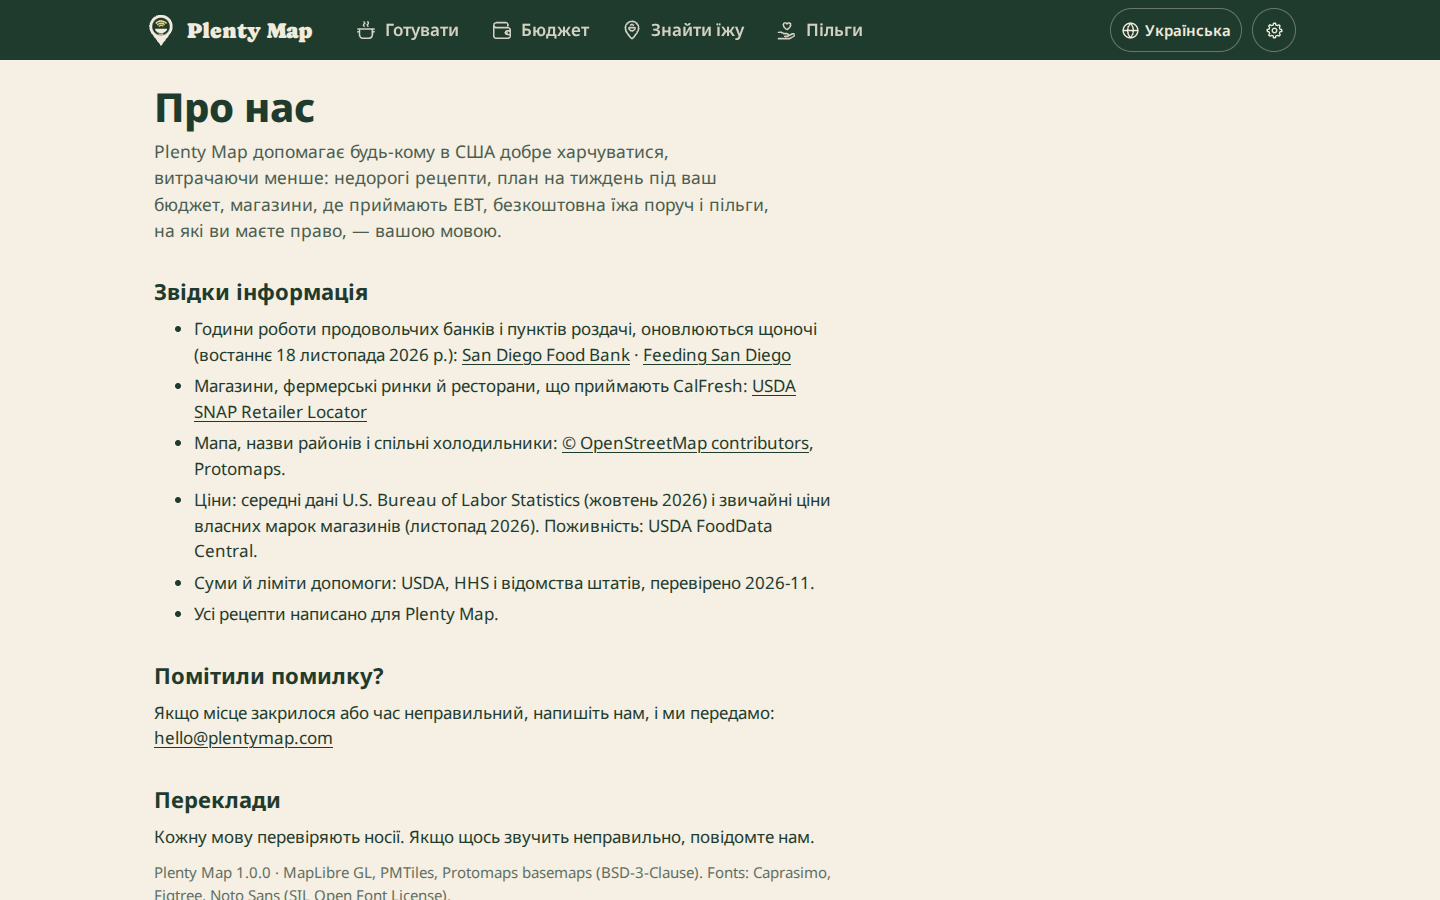 Plenty Map
Готувати
Бюджет
Знайти їжу
Пільги
Українська
Про нас
Plenty Map допомагає будь-кому в США добре харчуватися,
витрачаючи менше: недорогі рецепти, план на тиждень під ваш
бюджет, магазини, де приймають EBT, безкоштовна їжа поруч і пільги,
на які ви маєте право, — вашою мовою.
Звідки інформація
• Години роботи продовольчих банків і пунктів роздачі, оновлюються щоночі
(востаннє 18 листопада 2026 р.): San Diego Food Bank · Feeding San Diego
• Магазини, фермерські ринки й ресторани, що приймають CalFresh: USDA
SNAP Retailer Locator
• Мапа, назви районів і спільні холодильники: © OpenStreetMap contributors,
Protomaps.
• Ціни: середні дані U.S. Bureau of Labor Statistics (жовтень 2026) і звичайні ціни
власних марок магазинів (листопад 2026). Поживність: USDA FoodData
Central.
• Суми й ліміти допомоги: USDA, HHS і відомства штатів, перевірено 2026-11.
• Усі рецепти написано для Plenty Map.
Помітили помилку?
Якщо місце закрилося або час неправильний, напишіть нам, і ми передамо:
hello@plentymap.com
Переклади
Кожну мову перевіряють носії. Якщо щось звучить неправильно, повідомте нам.
Plenty Map 1.0.0 · MapLibre GL, PMTiles, Protomaps basemaps (BSD-3-Clause). Fonts: Caprasimo,
Figtree, Noto Sans (SIL Open Font License).